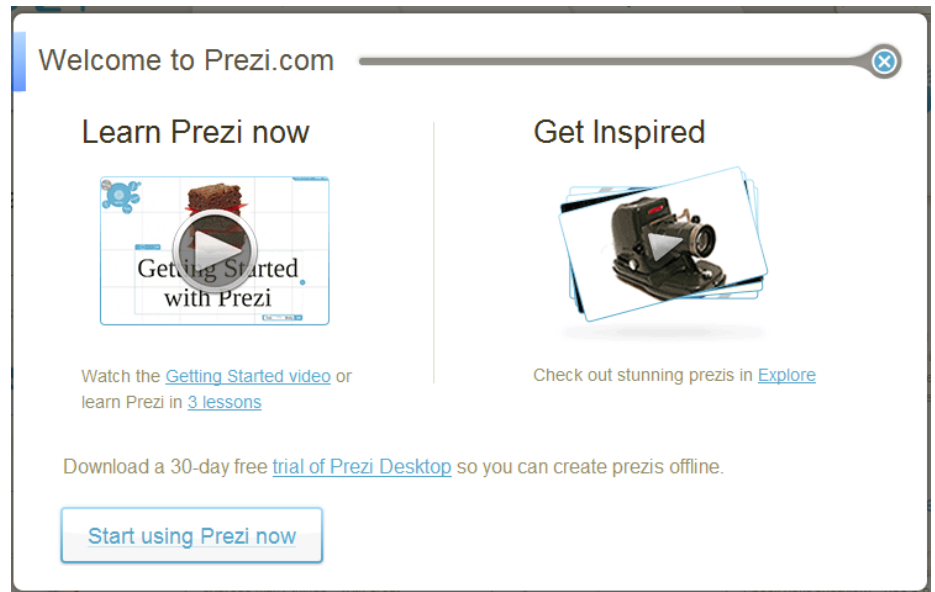 Welcome to Prezi.com
Learn Prezi now
Getting Started
with Prezi
Watch the Getting Started video or
learn Prezi in 3 lessons
Get Inspired
Check out stunning prezis in Explore
Download a 30-day free trial of Prezi Desktop so you can create prezis offline.
Start using Prezi now